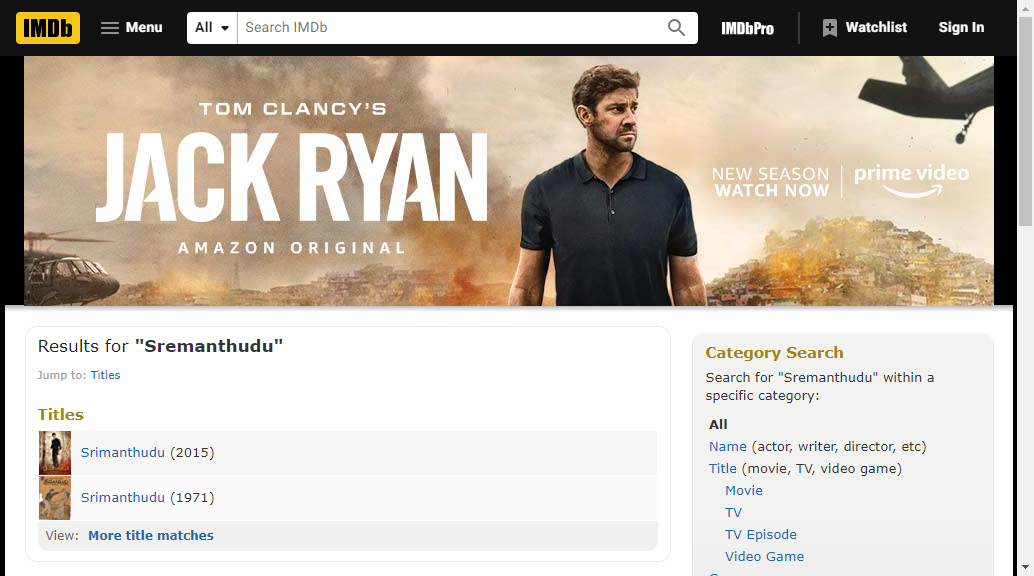 IMDb Menu All Search IMDb IMDbPro Watchlist Sign In
TOM CLANCY'S
JACK RYAN
AMAZON ORIGINAL
NEW SEASON
WATCH NOW
prime video
Results for "Sremanthudu"
Jump to: Titles
Titles
Srimanthudu (2015)
Srimanthudu (1971)
View: More title matches
Category Search
Search for "Sremanthudu" within a
specific category:
All
Name (actor, writer, director, etc)
Title (movie, TV, video game)
Movie
TV
TV Episode
Video Game